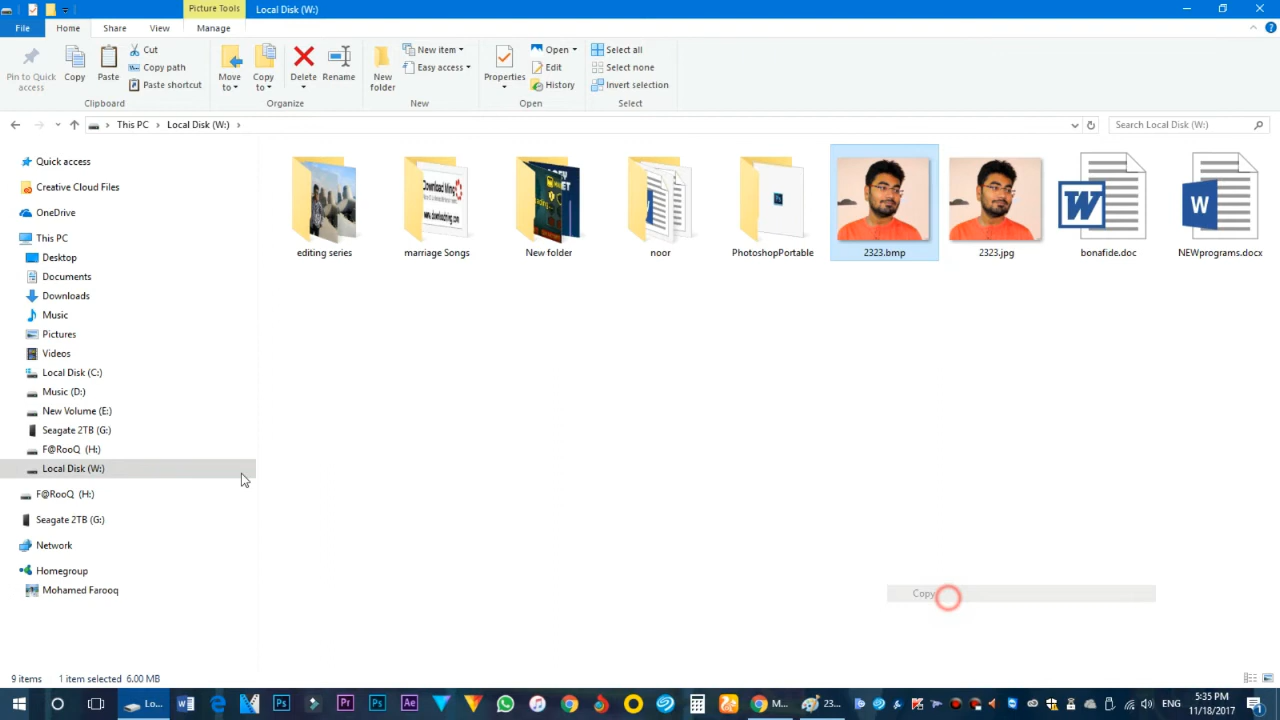 Picture Tools
Local Disk (W:)
File
Home
Share
View
Manage
Pin to Quick access
Copy
Paste
Cut
Copy path
Paste shortcut
Clipboard
Move to
Copy to
Delete
Rename
Organize
New folder
New item
Easy access
New
Properties
Open
Edit
History
Open
Select all
Select none
Invert selection
Select
This PC
Local Disk (W:)
Search Local Disk (W:)
Quick access
Creative Cloud Files
OneDrive
This PC
Desktop
Documents
Downloads
Music
Pictures
Videos
Local Disk (C:)
Music (D:)
New Volume (E:)
Seagate 2TB (G:)
F@RooQ (H:)
Local Disk (W:)
F@RooQ (H:)
Seagate 2TB (G:)
Network
Homegroup
Mohamed Farooq
editing series
marriage Songs
New folder
noor
PhotoshopPortable
2323.bmp
2323.jpg
bonafide.doc
NEWprograms.docx
Copy
9 items
1 item selected 6.00 MB
Lo...
Ps
Pr
Ps
Ae
M...
23...
ENG
5:35 PM
11/18/2017